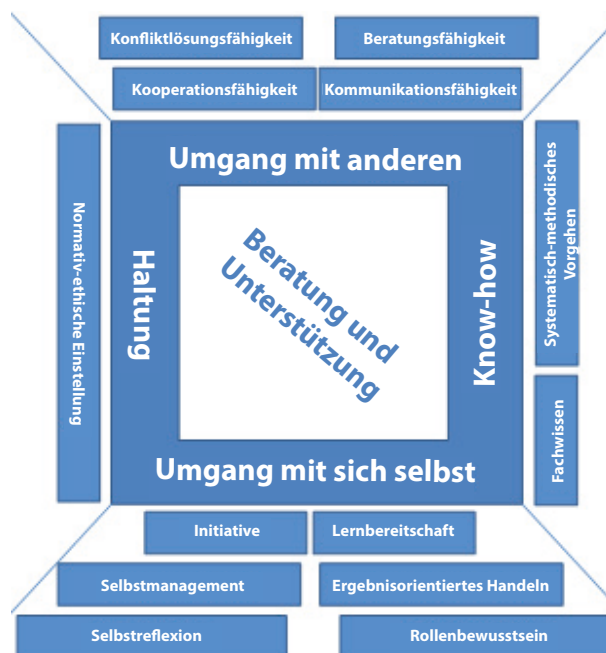 Konfliktlösungsfähigkeit
Beratungsfähigkeit
Kooperationsfähigkeit
Kommunikationsfähigkeit
Umgang mit anderen
Normativ-ethische Einstellung
Haltung
Beratung und
Unterstützung
Know-how
Systematisch-methodisches
Vorgehen
Fachwissen
Umgang mit sich selbst
Initiative
Lernbereitschaft
Selbstmanagement
Ergebnisorientiertes Handeln
Selbstreflexion
Rollenbewusstsein